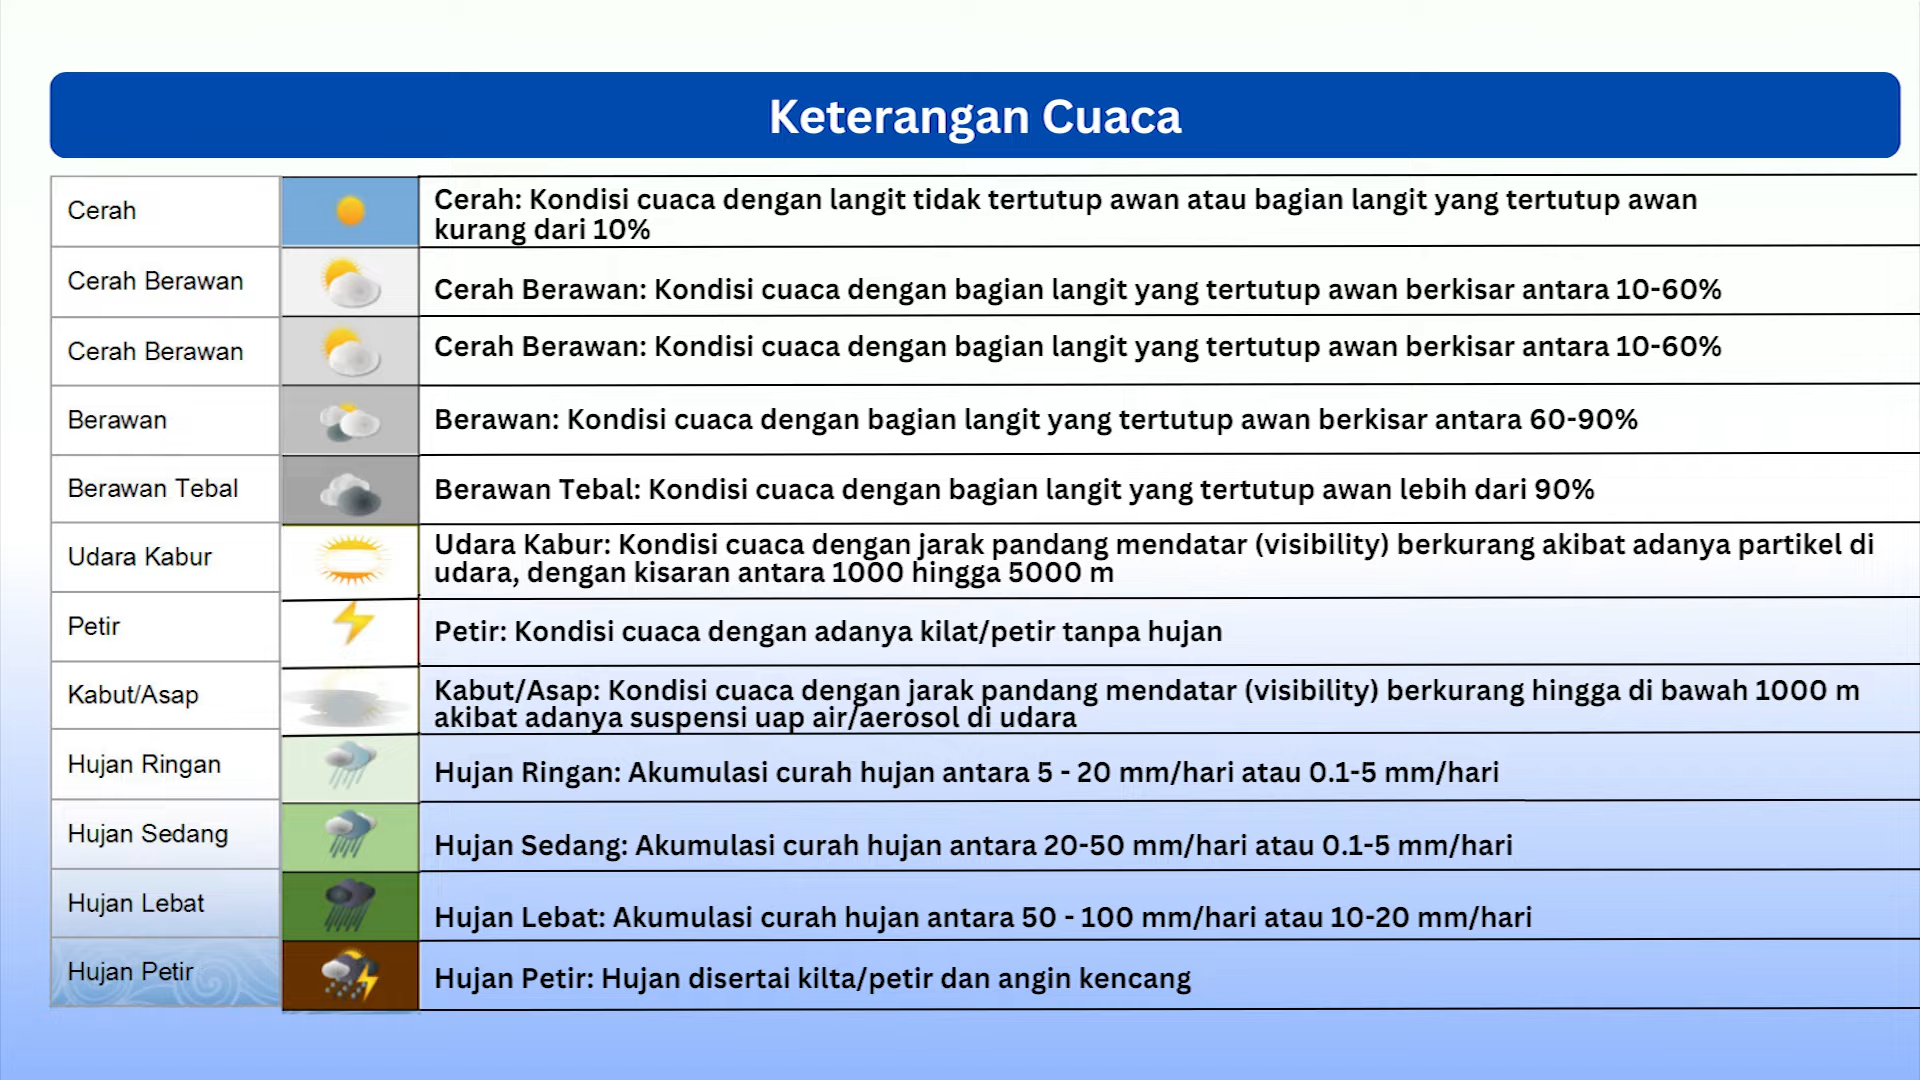 Keterangan Cuaca
Cerah
Cerah: Kondisi cuaca dengan langit tidak tertutup awan atau bagian langit yang tertutup awan
kurang dari 10%
Cerah Berawan
Cerah Berawan: Kondisi cuaca dengan bagian langit yang tertutup awan berkisar antara 10-60%
Cerah Berawan
Cerah Berawan: Kondisi cuaca dengan bagian langit yang tertutup awan berkisar antara 10-60%
Berawan
Berawan: Kondisi cuaca dengan bagian langit yang tertutup awan berkisar antara 60-90%
Berawan Tebal
Berawan Tebal: Kondisi cuaca dengan bagian langit yang tertutup awan lebih dari 90%
Udara Kabur
Udara Kabur: Kondisi cuaca dengan jarak pandang mendatar (visibility) berkurang akibat adanya partikel di
udara, dengan kisaran antara 1000 hingga 5000 m
Petir
Petir: Kondisi cuaca dengan adanya kilat/petir tanpa hujan
Kabut/Asap
Kabut/Asap: Kondisi cuaca dengan jarak pandang mendatar (visibility) berkurang hingga di bawah 1000 m
akibat adanya suspensi uap air/aerosol di udara
Hujan Ringan
Hujan Ringan: Akumulasi curah hujan antara 5 - 20 mm/hari atau 0.1-5 mm/hari
Hujan Sedang
Hujan Sedang: Akumulasi curah hujan antara 20-50 mm/hari atau 0.1-5 mm/hari
Hujan Lebat
Hujan Lebat: Akumulasi curah hujan antara 50 - 100 mm/hari atau 10-20 mm/hari
Hujan Petir
Hujan Petir: Hujan disertai kilta/petir dan angin kencang